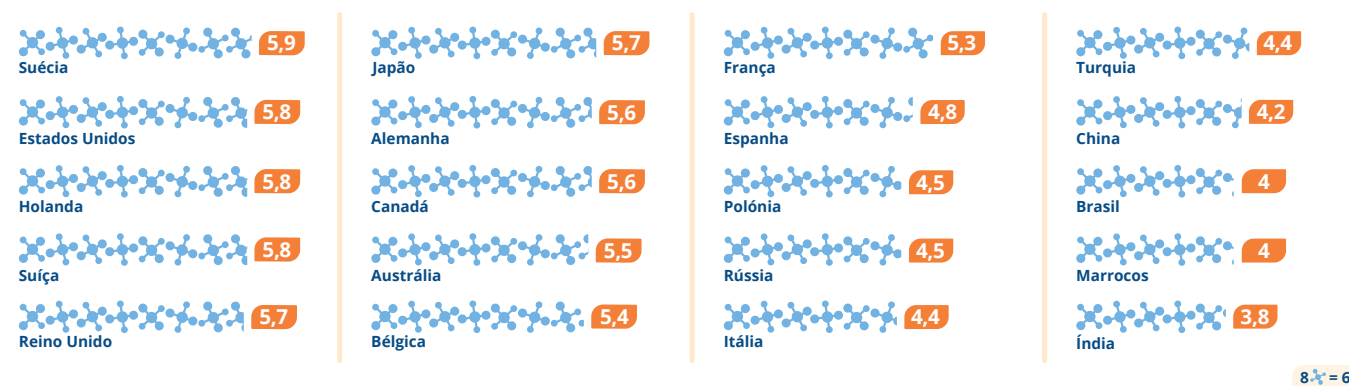 5,9
Suécia
5,8
Estados Unidos
5,8
Holanda
5,8
Suíça
5,7
Reino Unido
5,7
Japão
5,6
Alemanha
5,6
Canadá
5,5
Austrália
5,4
Bélgica
5,3
França
4,8
Espanha
4,5
Polónia
4,5
Rússia
4,4
Itália
4,4
Turquia
4,2
China
4
Brasil
4
Marrocos
3,8
Índia
8 = 6